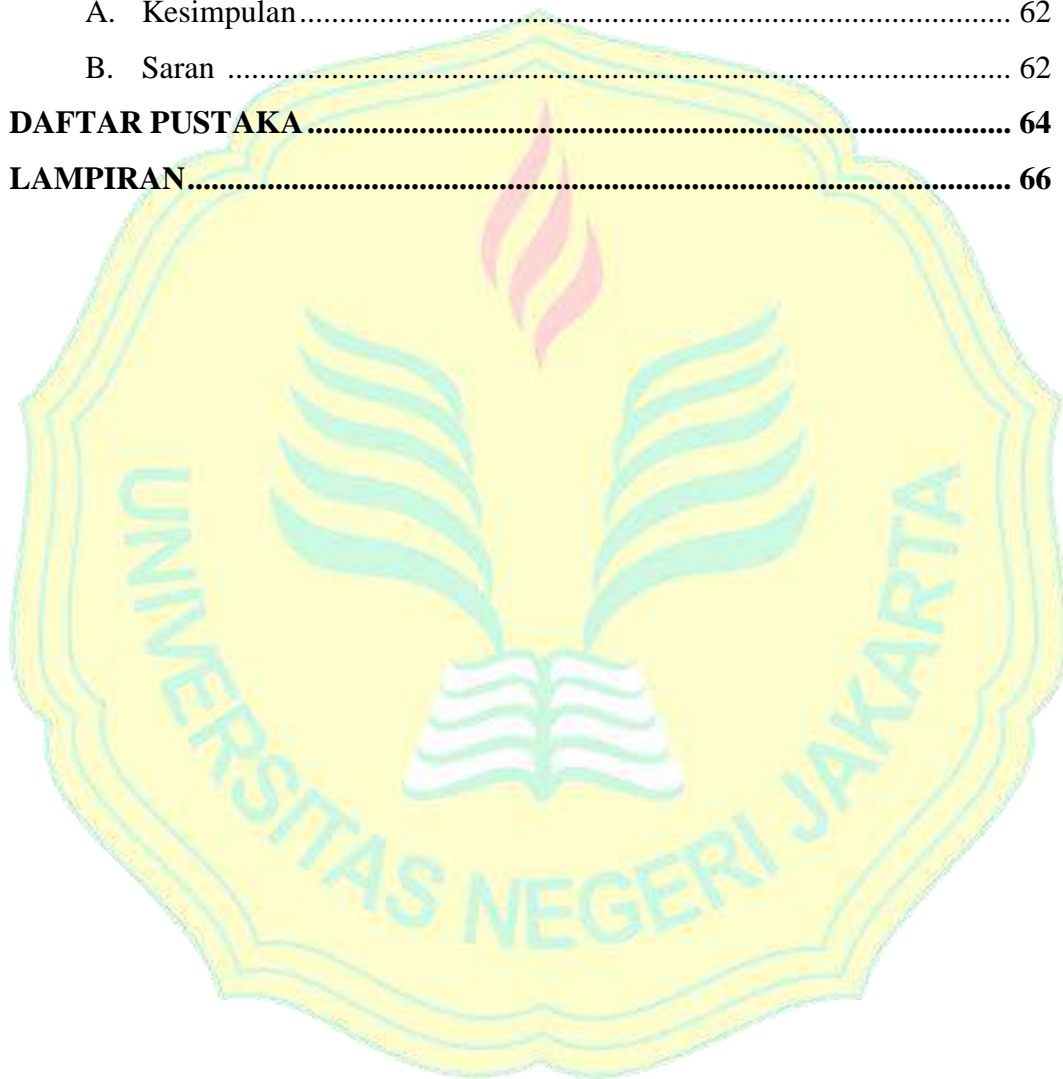 A. Kesimpulan.......................................................................................... 62
B. Saran ................................................................................................... 62
DAFTAR PUSTAKA.......................................................................................... 64
LAMPIRAN......................................................................................................... 66
UNIVERSITAS NEGERI JAKARTA